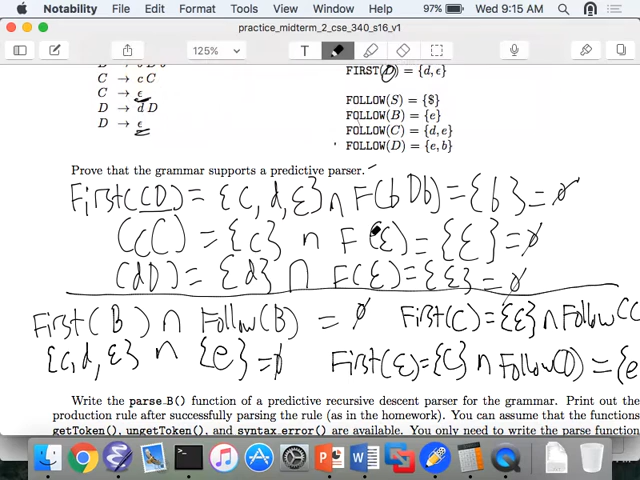 Notability File Edit Tools View Window Help 97% Wed 9:15 AM
practice_midterm_2_cse_340_s16_v1
125%
C → c C
C → ϵ
D → d D
D → ϵ
FIRST(D) = {d, ϵ}
FOLLOW(S) = {$}
FOLLOW(B) = {e}
FOLLOW(C) = {d,e}
FOLLOW(D) = {e,b}
Prove that the grammar supports a predictive parser.
First(CD) = {c, d, ε} ∩ F(b Db) = {b} = ∅
(cC) = {c} ∩ F(ε) = {ε} = ∅
(dD) = {d} ∩ F(ε) = {ε} = ∅
First(B) ∩ Follow(B) = ∅ First(C) = {ε} ∩ Follow(C
{c, d, ε} ∩ {e} = ∅ First(ε) = {C} ∩ Follow(D) = {e
Write the parse_B() function of a predictive recursive descent parser for the grammar. Print out the
production rule after successfully parsing the rule (as in the homework). You can assume that the functions
getToken(), ungetToken(), and syntax_error() are available. You only need to write the parse function